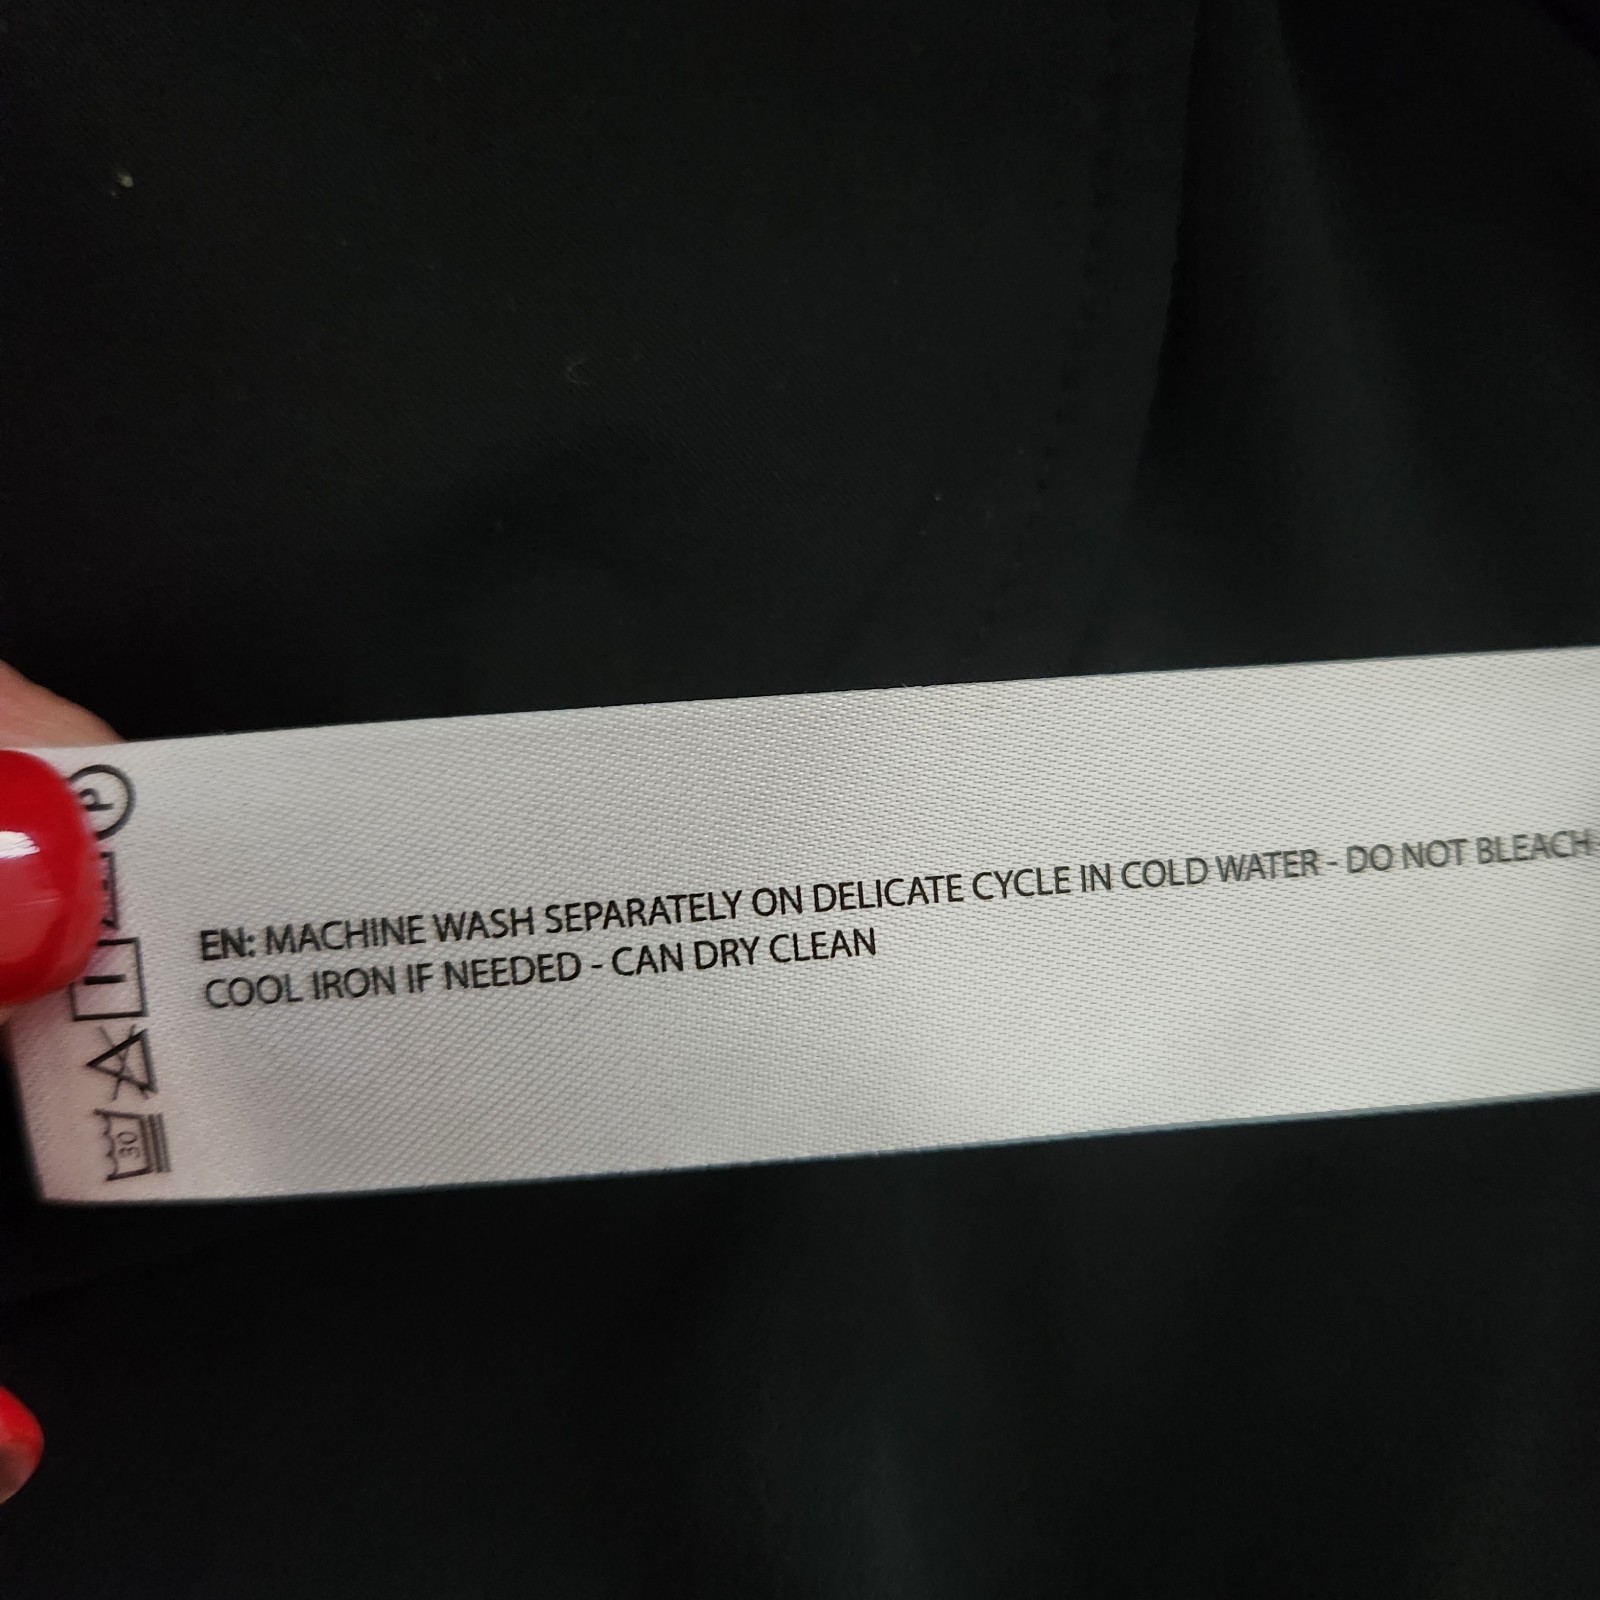 EN: MACHINE WASH SEPARATELY ON DELICATE CYCLE IN COLD WATER - DO NOT BLEACH -
COOL IRON IF NEEDED - CAN DRY CLEAN
P
30